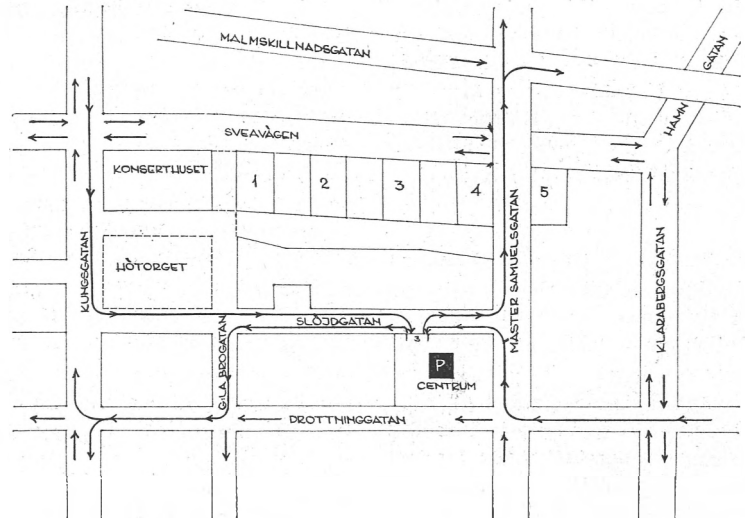 MALMSKILLNADSGATAN
GATAN
HAMN
SVEAVÄGEN
KONSERTHUSET
1
2
3
4
5
HÖTORGET
KUNGSGATAN
MÄSTER SAMUELSGATAN
KLARABERGSGATAN
SLÖJDGATAN
3
G:LA BROGATAN
P
CENTRUM
DROTTNINGGATAN